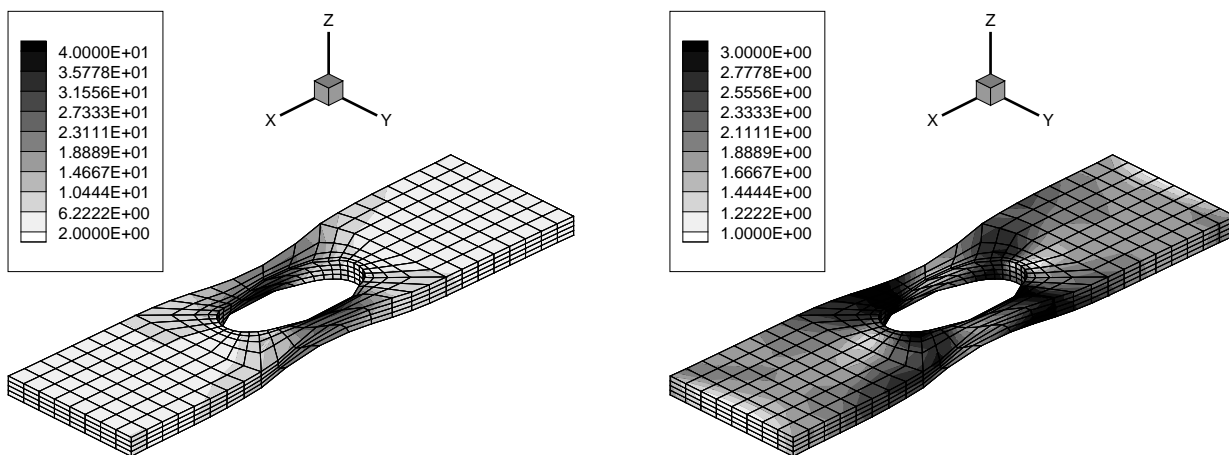 4.0000E+01
3.5778E+01
3.1556E+01
2.7333E+01
2.3111E+01
1.8889E+01
1.4667E+01
1.0444E+01
6.2222E+00
2.0000E+00
Z
X
Y
3.0000E+00
2.7778E+00
2.5556E+00
2.3333E+00
2.1111E+00
1.8889E+00
1.6667E+00
1.4444E+00
1.2222E+00
1.0000E+00
Z
X
Y